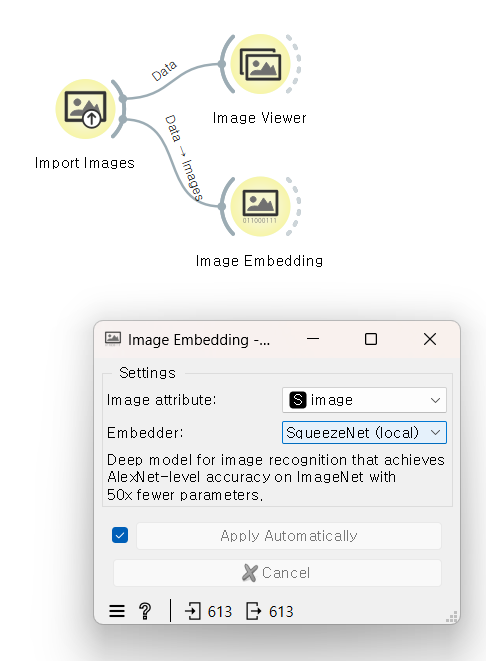 Data
Image Viewer
Import Images
Data → Images
011000111
Image Embedding
Image Embedding -...
Settings
Image attribute:
S image
Embedder:
SqueezeNet (local)
Deep model for image recognition that achieves
AlexNet-level accuracy on ImageNet with
50x fewer parameters.
Apply Automatically
Cancel
? 613 613